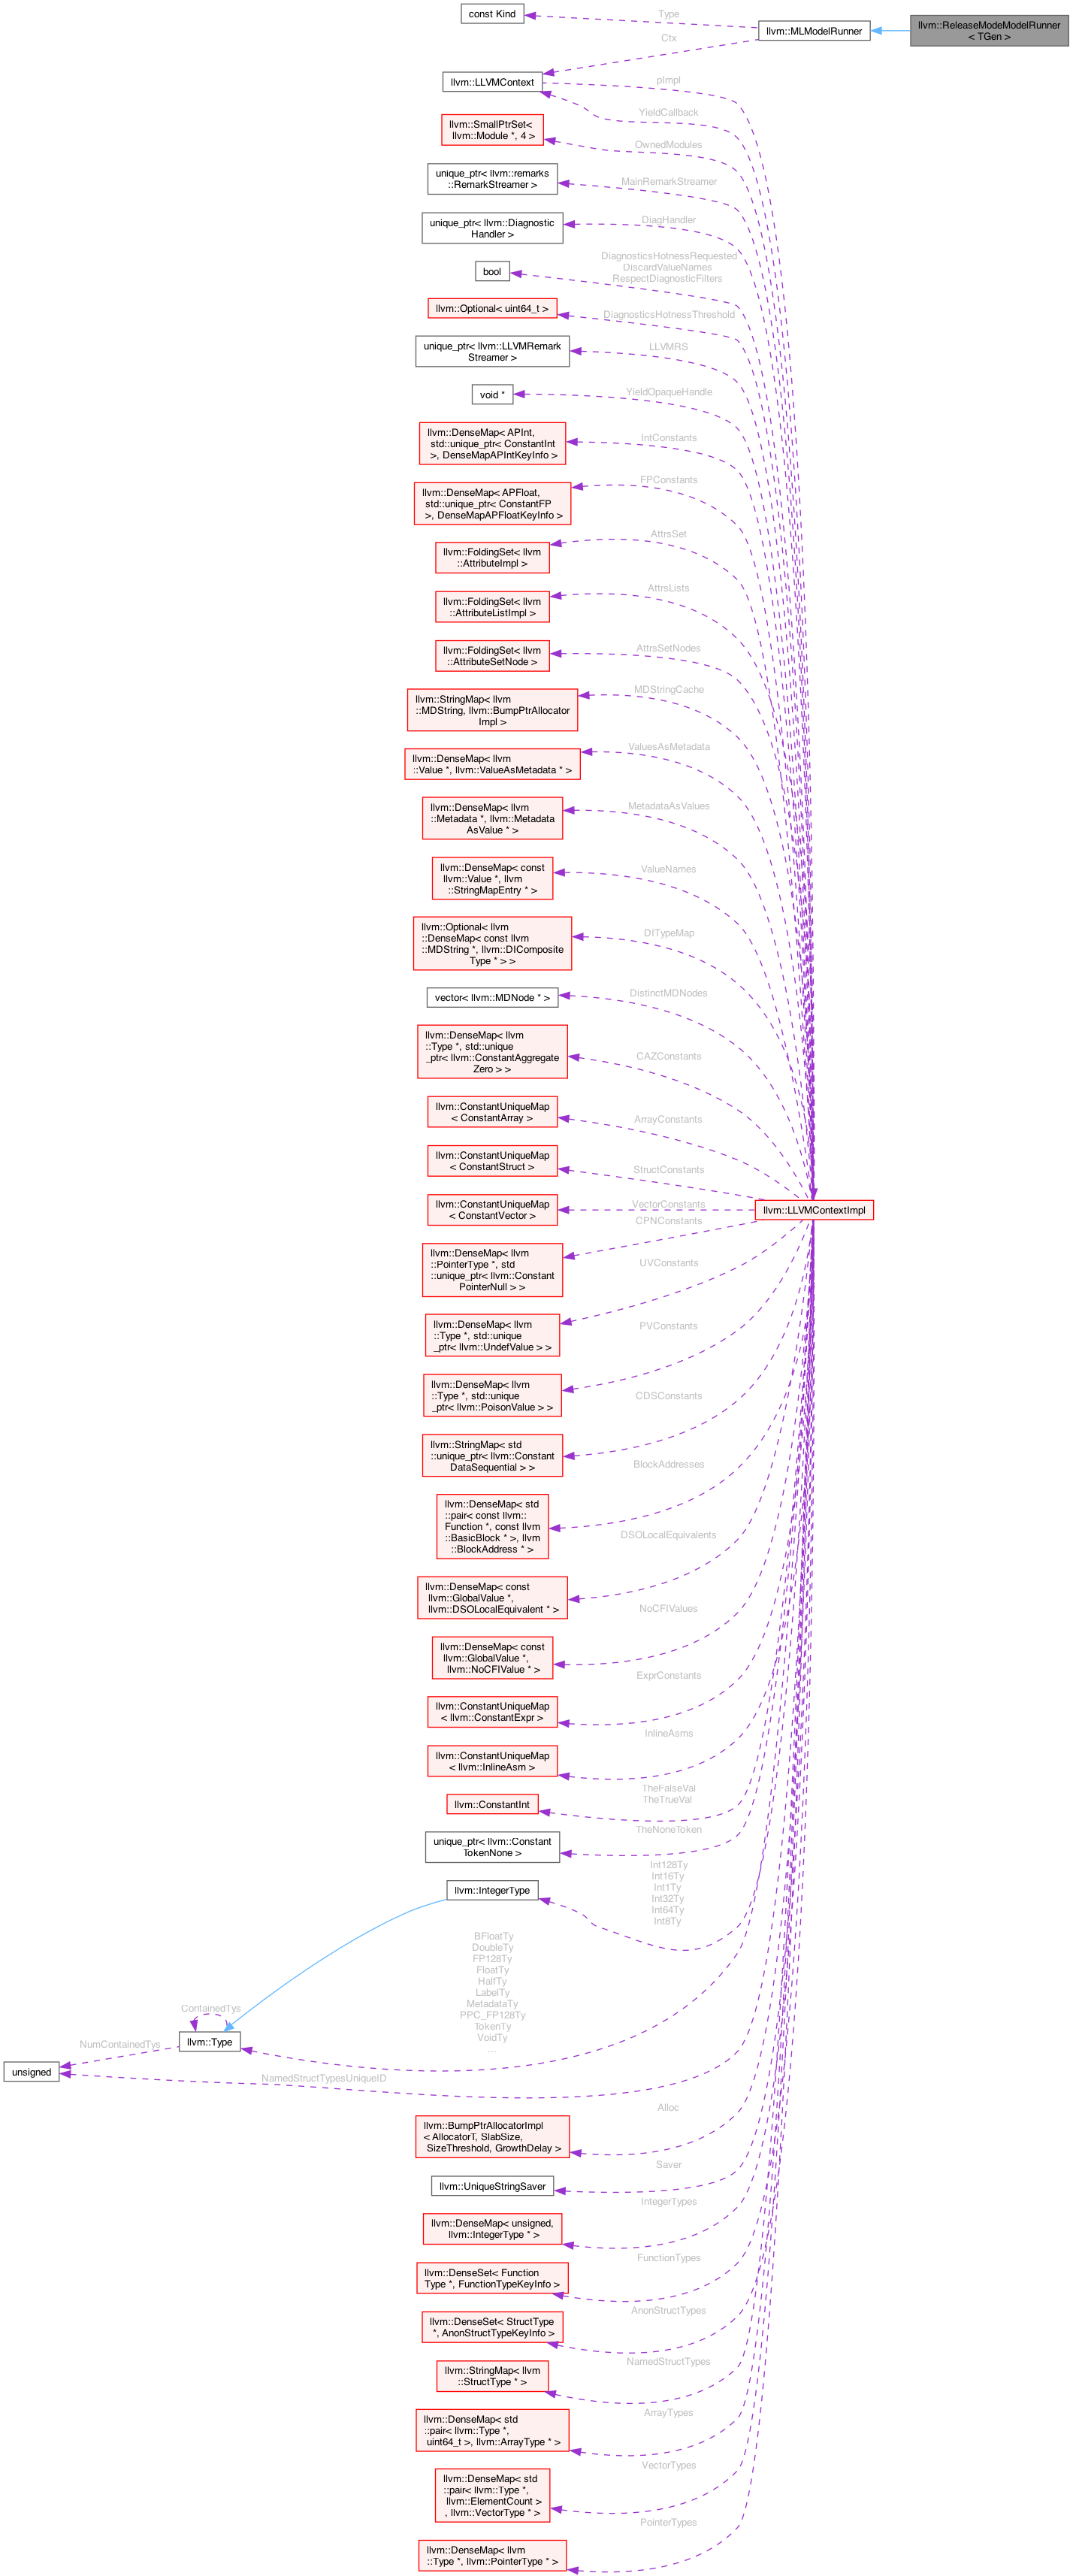 const Kind
Type
llvm::MLModelRunner
llvm::ReleaseModeModelRunner
< TGen >
Ctx
llvm::LLVMContext
pImpl
YieldCallback
llvm::SmallPtrSet<
llvm::Module *, 4 >
OwnedModules
unique_ptr< llvm::remarks
::RemarkStreamer >
MainRemarkStreamer
unique_ptr< llvm::Diagnostic
Handler >
DiagHandler
bool
DiagnosticsHotnessRequested
DiscardValueNames
RespectDiagnosticFilters
llvm::Optional< uint64_t >
DiagnosticsHotnessThreshold
unique_ptr< llvm::LLVMRemark
Streamer >
LLVMRS
void *
YieldOpaqueHandle
llvm::DenseMap< APInt,
std::unique_ptr< ConstantInt
>, DenseMapAPIntKeyInfo >
IntConstants
llvm::DenseMap< APFloat,
std::unique_ptr< ConstantFP
>, DenseMapAPFloatKeyInfo >
FPConstants
llvm::FoldingSet< llvm
::AttributeImpl >
AttrsSet
llvm::FoldingSet< llvm
::AttributeListImpl >
AttrsLists
llvm::FoldingSet< llvm
::AttributeSetNode >
AttrsSetNodes
llvm::StringMap< llvm
::MDString, llvm::BumpPtrAllocator
Impl >
MDStringCache
llvm::DenseMap< llvm
::Value *, llvm::ValueAsMetadata * >
ValuesAsMetadata
llvm::DenseMap< llvm
::Metadata *, llvm::Metadata
AsValue * >
MetadataAsValues
llvm::DenseMap< const
llvm::Value *, llvm
::StringMapEntry * >
ValueNames
llvm::Optional< llvm
::DenseMap< const llvm
::MDString *, llvm::DIComposite
Type * > >
DITypeMap
vector< llvm::MDNode * >
DistinctMDNodes
llvm::DenseMap< llvm
::Type *, std::unique
_ptr< llvm::ConstantAggregate
Zero > >
CAZConstants
llvm::ConstantUniqueMap
< ConstantArray >
ArrayConstants
llvm::ConstantUniqueMap
< ConstantStruct >
StructConstants
llvm::ConstantUniqueMap
< ConstantVector >
VectorConstants
llvm::LLVMContextImpl
llvm::DenseMap< llvm
::PointerType *, std
::unique_ptr< llvm::Constant
PointerNull > >
CPNConstants
llvm::DenseMap< llvm
::Type *, std::unique
_ptr< llvm::UndefValue > >
UVConstants
llvm::DenseMap< llvm
::Type *, std::unique
_ptr< llvm::PoisonValue > >
PVConstants
llvm::StringMap< std
::unique_ptr< llvm::Constant
DataSequential > >
CDSConstants
llvm::DenseMap< std
::pair< const llvm::
Function *, const llvm
::BasicBlock * >, llvm
::BlockAddress * >
BlockAddresses
llvm::DenseMap< const
llvm::GlobalValue *,
llvm::DSOLocalEquivalent * >
DSOLocalEquivalents
llvm::DenseMap< const
llvm::GlobalValue *,
llvm::NoCFIValue * >
NoCFIValues
llvm::ConstantUniqueMap
< llvm::ConstantExpr >
ExprConstants
llvm::ConstantUniqueMap
< llvm::InlineAsm >
InlineAsms
llvm::ConstantInt
TheFalseVal
TheTrueVal
unique_ptr< llvm::Constant
TokenNone >
TheNoneToken
llvm::IntegerType
Int128Ty
Int16Ty
Int1Ty
Int32Ty
Int64Ty
Int8Ty
BFloatTy
DoubleTy
FP128Ty
FloatTy
HalfTy
LabelTy
MetadataTy
PPC_FP128Ty
TokenTy
VoidTy
...
ContainedTys
llvm::Type
NumContainedTys
unsigned
NamedStructTypesUniqueID
llvm::BumpPtrAllocatorImpl
< AllocatorT, SlabSize,
SizeThreshold, GrowthDelay >
Alloc
llvm::UniqueStringSaver
Saver
llvm::DenseMap< unsigned,
llvm::IntegerType * >
IntegerTypes
llvm::DenseSet< Function
Type *, FunctionTypeKeyInfo >
FunctionTypes
llvm::DenseSet< StructType
*, AnonStructTypeKeyInfo >
AnonStructTypes
llvm::StringMap< llvm
::StructType * >
NamedStructTypes
llvm::DenseMap< std
::pair< llvm::Type *,
uint64_t >, llvm::ArrayType * >
ArrayTypes
llvm::DenseMap< std
::pair< llvm::Type *,
llvm::ElementCount >
, llvm::VectorType * >
VectorTypes
llvm::DenseMap< llvm
::Type *, llvm::PointerType * >
PointerTypes